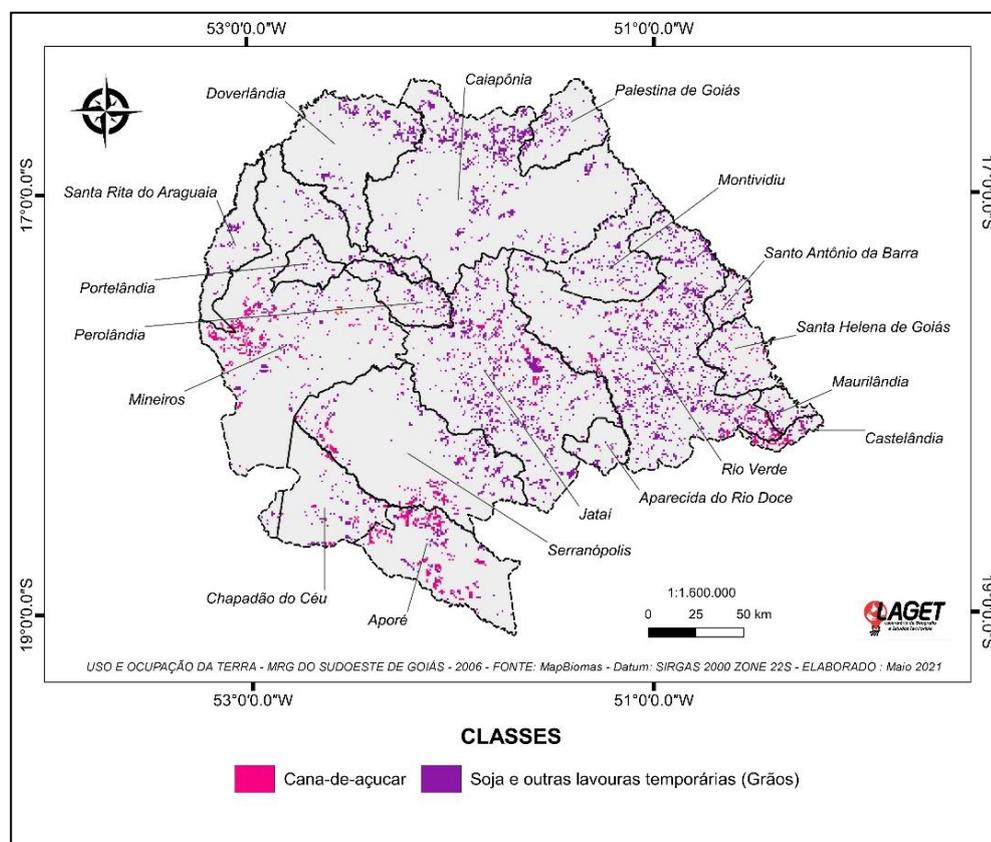 53°0'0.0"W
51°0'0.0"W
Doverlândia
Caiapônia
Palestina de Goiás
17°0'0.0"S
17°0'0.0"S
Santa Rita do Araguaia
Montividiu
Santo Antônio da Barra
Portelândia
Santa Helena de Goiás
Perolândia
Maurilândia
Mineiros
Castelândia
Rio Verde
Aparecida do Rio Doce
Jataí
Serranópolis
Chapadão do Céu
Aporé
1:1.600.000
0 25 50 km
19°0'0.0"S
19°0'0.0"S
LAGET
USO E OCUPAÇÃO DA TERRA - MRG DO SUDOESTE DE GOIÁS - 2006 - FONTE: MapBiomas - Datum: SIRGAS 2000 ZONE 22S - ELABORADO : Maio 2021
53°0'0.0"W
51°0'0.0"W
CLASSES
Cana-de-açucar
Soja e outras lavouras temporárias (Grãos)